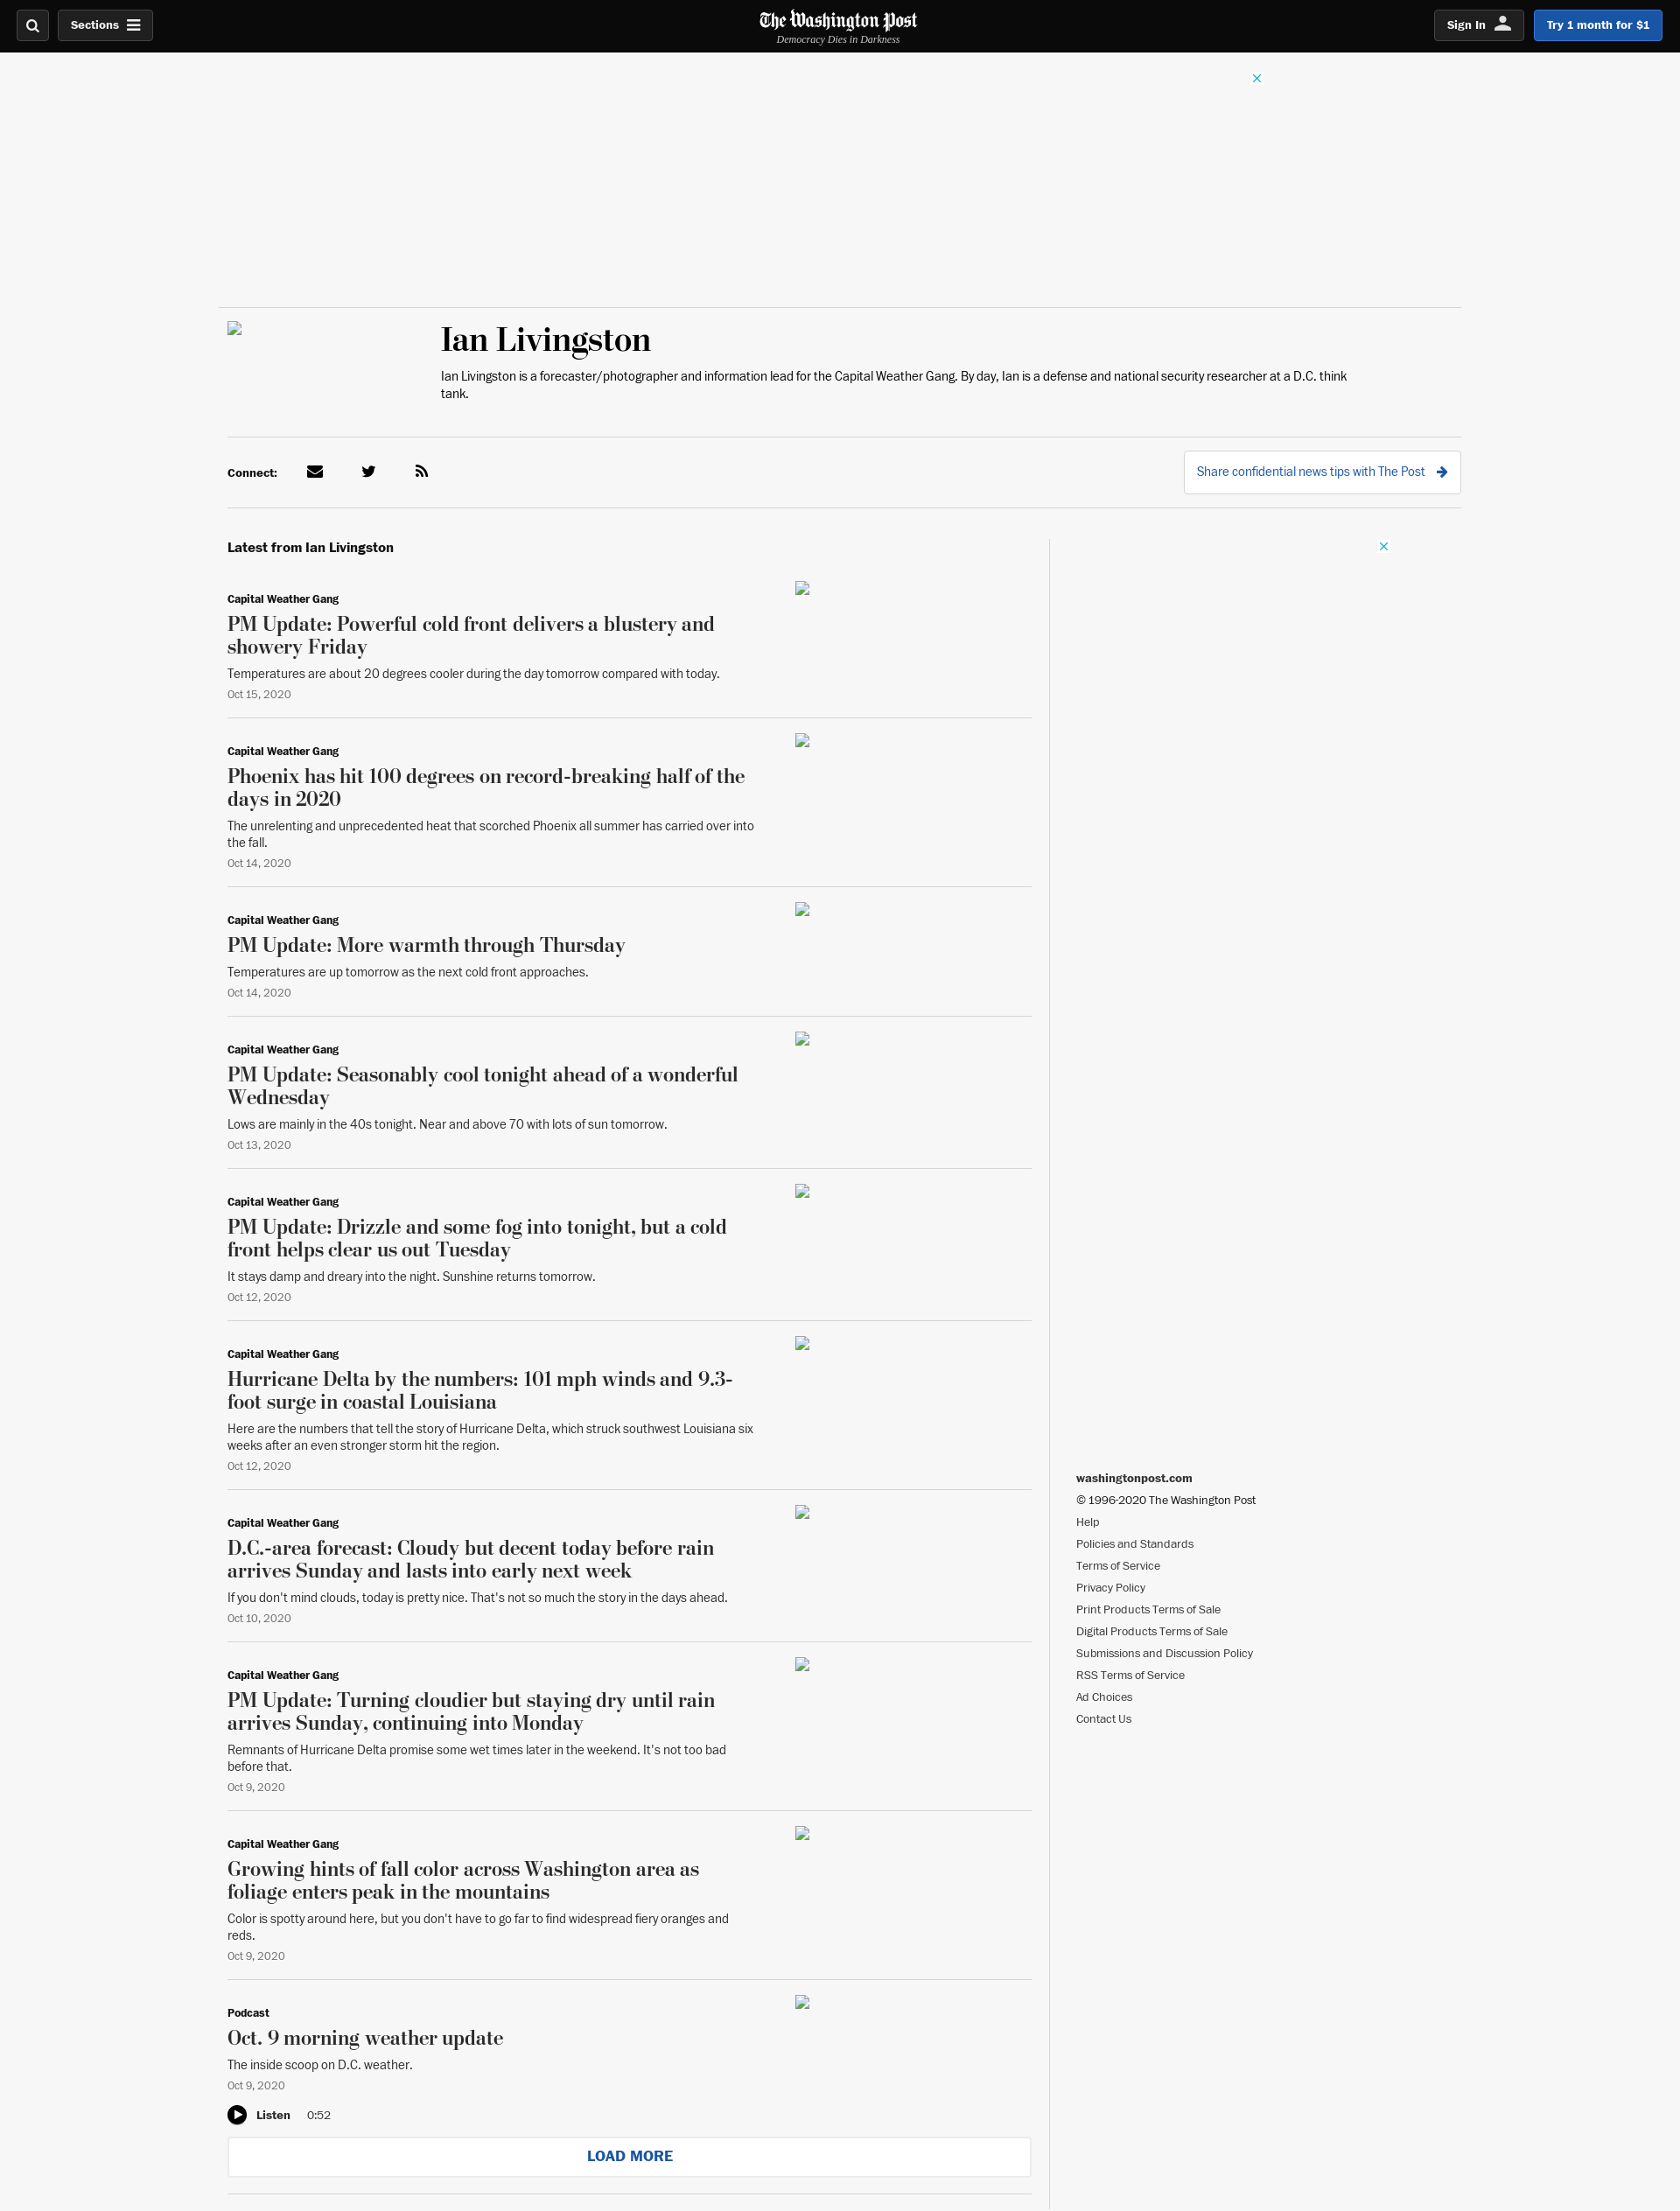 Sections
The Washington Post
Democracy Dies in Darkness
Sign In
Try 1 month for $1
Ian Livingston
Ian Livingston is a forecaster/photographer and information lead for the Capital Weather Gang. By day, Ian is a defense and national security researcher at a D.C. think
tank.
Connect:
Share confidential news tips with The Post
Latest from Ian Livingston
Capital Weather Gang
PM Update: Powerful cold front delivers a blustery and
showery Friday
Temperatures are about 20 degrees cooler during the day tomorrow compared with today.
Oct 15, 2020
Capital Weather Gang
Phoenix has hit 100 degrees on record-breaking half of the
days in 2020
The unrelenting and unprecedented heat that scorched Phoenix all summer has carried over into
the fall.
Oct 14, 2020
Capital Weather Gang
PM Update: More warmth through Thursday
Temperatures are up tomorrow as the next cold front approaches.
Oct 14, 2020
Capital Weather Gang
PM Update: Seasonably cool tonight ahead of a wonderful
Wednesday
Lows are mainly in the 40s tonight. Near and above 70 with lots of sun tomorrow.
Oct 13, 2020
Capital Weather Gang
PM Update: Drizzle and some fog into tonight, but a cold
front helps clear us out Tuesday
It stays damp and dreary into the night. Sunshine returns tomorrow.
Oct 12, 2020
Capital Weather Gang
Hurricane Delta by the numbers: 101 mph winds and 9.3-
foot surge in coastal Louisiana
Here are the numbers that tell the story of Hurricane Delta, which struck southwest Louisiana six
weeks after an even stronger storm hit the region.
Oct 12, 2020
Capital Weather Gang
D.C.-area forecast: Cloudy but decent today before rain
arrives Sunday and lasts into early next week
If you don't mind clouds, today is pretty nice. That's not so much the story in the days ahead.
Oct 10, 2020
Capital Weather Gang
PM Update: Turning cloudier but staying dry until rain
arrives Sunday, continuing into Monday
Remnants of Hurricane Delta promise some wet times later in the weekend. It's not too bad
before that.
Oct 9, 2020
Capital Weather Gang
Growing hints of fall color across Washington area as
foliage enters peak in the mountains
Color is spotty around here, but you don't have to go far to find widespread fiery oranges and
reds.
Oct 9, 2020
Podcast
Oct. 9 morning weather update
The inside scoop on D.C. weather.
Oct 9, 2020
Listen 0:52
LOAD MORE
washingtonpost.com
© 1996-2020 The Washington Post
Help
Policies and Standards
Terms of Service
Privacy Policy
Print Products Terms of Sale
Digital Products Terms of Sale
Submissions and Discussion Policy
RSS Terms of Service
Ad Choices
Contact Us